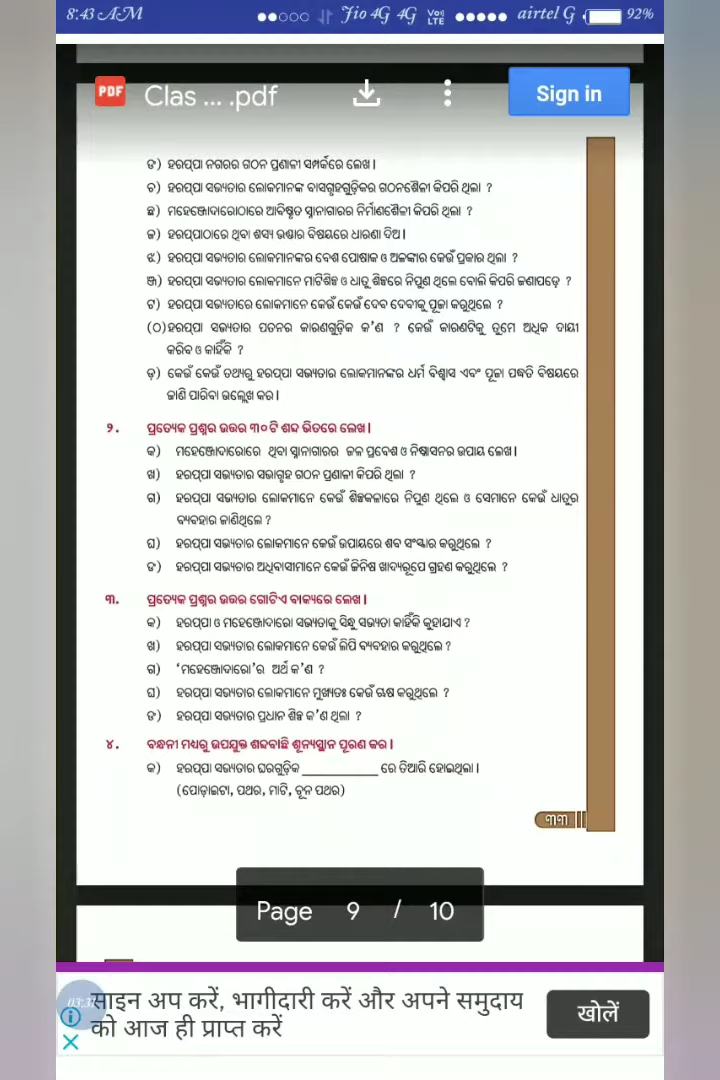 8:43 AM Jio 4G 4G VoLTE airtel G 92%
PDF Clas ... .pdf Sign in
ଙ) ହରପ୍ପା ନଗରର ଗଠନ ପ୍ରଣାଳୀ ସମ୍ପର୍କରେ ଲେଖ।
ଚ) ହରପ୍ପା ସଭ୍ୟତାର ଲୋକମାନଙ୍କ ବାସଗୃହଗୁଡ଼ିକର ଗଠନଶୈଳୀ କିପରି ଥିଲା ?
ଛ) ମହେଞ୍ଜୋଦାରୋଠାରେ ଆବିଷ୍କୃତ ସ୍ନାନାଗାରର ନିର୍ମାଣଶୈଳୀ କିପରି ଥିଲା ?
ଜ) ହରପ୍ପାଠାରେ ଥିବା ଶସ୍ୟ ଭଣ୍ଡାର ବିଷୟରେ ଧାରଣା ଦିଅ।
ଝ) ହରପ୍ପା ସଭ୍ୟତାର ଲୋକମାନଙ୍କର ବେଶ ପୋଷାକ ଓ ଅଳଙ୍କାର କେଉଁ ପ୍ରକାର ଥିଲା ?
ଞ) ହରପ୍ପା ସଭ୍ୟତାର ଲୋକମାନେ ମାଟିଶିଳ୍ପ ଓ ଧାତୁ ଶିଳ୍ପରେ ନିପୁଣ ଥିଲେ ବୋଲି କିପରି ଜଣାପଡ଼େ ?
ଟ) ହରପ୍ପା ସଭ୍ୟତାରେ ଲୋକମାନେ କେଉଁ କେଉଁ ଦେବ ଦେବୀଙ୍କୁ ପୂଜା କରୁଥିଲେ ?
(ଠ) ହରପ୍ପା ସଭ୍ୟତାର ପତନର କାରଣଗୁଡ଼ିକ କ'ଣ ? କେଉଁ କାରଣଟିକୁ ତୁମେ ଅଧିକ ଦାୟୀ
କରିବ ଓ କାହିଁକି ?
ଡ଼) କେଉଁ କେଉଁ ତଥ୍ୟରୁ ହରପ୍ପା ସଭ୍ୟତାର ଲୋକମାନଙ୍କର ଧର୍ମ ବିଶ୍ୱାସ ଏବଂ ପୂଜା ପଦ୍ଧତି ବିଷୟରେ
ଜାଣି ପାରିବା ଉଲ୍ଲେଖ କର।
୨. ପ୍ରତ୍ୟେକ ପ୍ରଶ୍ନର ଉତ୍ତର ୩୦ଟି ଶବ୍ଦ ଭିତରେ ଲେଖ।
କ) ମହେଞ୍ଜୋଦାରୋରେ ଥିବା ସ୍ନାନାଗାରର ଜଳ ପ୍ରବେଶ ଓ ନିଷ୍କାସନର ଉପାୟ ଲେଖ।
ଖ) ହରପ୍ପା ସଭ୍ୟତାର ସଭାଗୃହ ଗଠନ ପ୍ରଣାଳୀ କିପରି ଥିଲା ?
ଗ) ହରପ୍ପା ସଭ୍ୟତାର ଲୋକମାନେ କେଉଁ ଶିଳ୍ପକଳାରେ ନିପୁଣ ଥିଲେ ଓ ସେମାନେ କେଉଁ ଧାତୁର
ବ୍ୟବହାର ଜାଣିଥିଲେ ?
ଘ) ହରପ୍ପା ସଭ୍ୟତାର ଲୋକମାନେ କେଉଁ ଉପାୟରେ ଶବ ସଂସ୍କାର କରୁଥିଲେ ?
ଙ) ହରପ୍ପା ସଭ୍ୟତାର ଅଧିବାସୀମାନେ କେଉଁ ଜିନିଷ ଖାଦ୍ୟରୂପେ ଗ୍ରହଣ କରୁଥିଲେ ?
୩. ପ୍ରତ୍ୟେକ ପ୍ରଶ୍ନର ଉତ୍ତର ଗୋଟିଏ ବାକ୍ୟରେ ଲେଖ।
କ) ହରପ୍ପା ଓ ମହେଞ୍ଜୋଦାରୋ ସଭ୍ୟତାକୁ ସିନ୍ଧୁ ସଭ୍ୟତା କାହିଁକି କୁହାଯାଏ ?
ଖ) ହରପ୍ପା ସଭ୍ୟତାର ଲୋକମାନେ କେଉଁ ଲିପି ବ୍ୟବହାର କରୁଥିଲେ ?
ଗ) 'ମହେଞ୍ଜୋଦାରୋ'ର ଅର୍ଥ କ'ଣ ?
ଘ) ହରପ୍ପା ସଭ୍ୟତାର ଲୋକମାନେ ମୁଖ୍ୟତଃ କେଉଁ ଚାଷ କରୁଥିଲେ ?
ଙ) ହରପ୍ପା ସଭ୍ୟତାର ପ୍ରଧାନ ଶିଳ୍ପ କ'ଣ ଥିଲା ?
୪. ବନ୍ଧନୀ ମଧ୍ୟରୁ ଉପଯୁକ୍ତ ଶବ୍ଦବାଛି ଶୂନ୍ୟସ୍ଥାନ ପୂରଣ କର।
କ) ହରପ୍ପା ସଭ୍ୟତାର ଘରଗୁଡ଼ିକ __________ ରେ ତିଆରି ହୋଇଥିଲା।
(ପୋଡ଼ାଇଟା, ପଥର, ମାଟି, ଚୂନ ପଥର)
୩୩
Page 9 / 10
साइन अप करें, भागीदारी करें और अपने समुदाय
को आज ही प्राप्त करें
खोलें